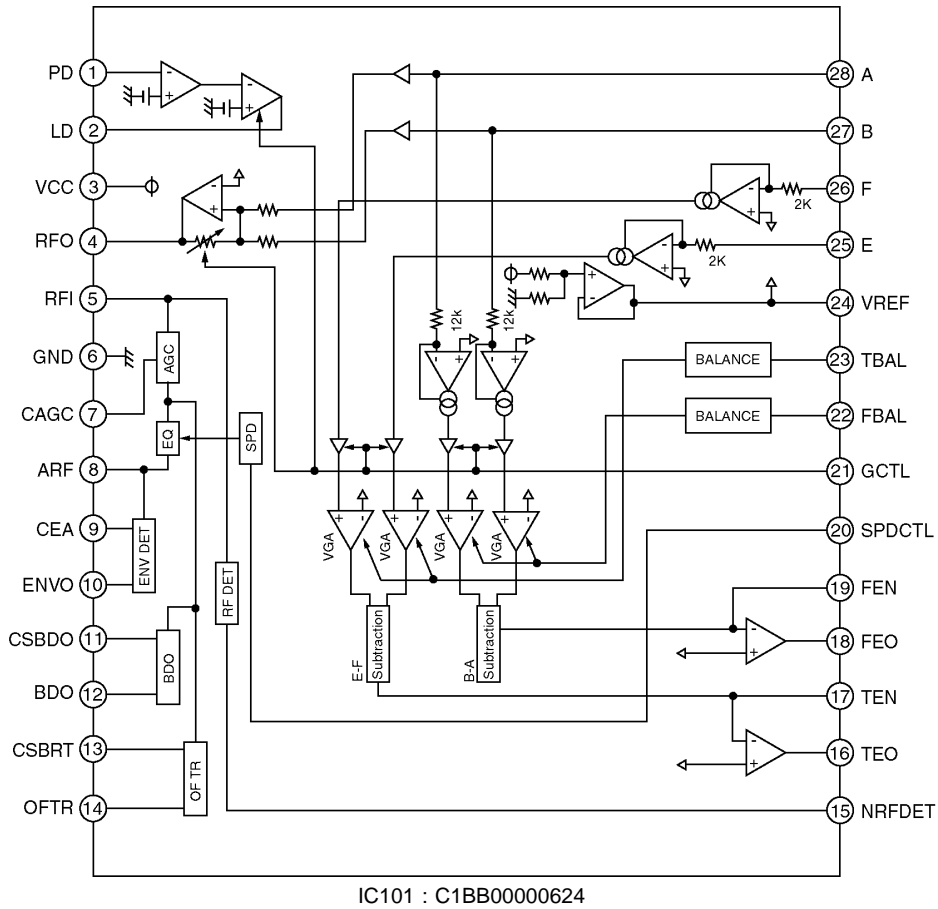 PD 1
LD 2
VCC 3
RFO 4
RFI 5
GND 6
CAGC 7
ARF 8
CEA 9
ENVO 10
CSBDO 11
BDO 12
CSBRT 13
OFTR 14
28 A
27 B
26 F
25 E
24 VREF
23 TBAL
22 FBAL
21 GCTL
20 SPDCTL
19 FEN
18 FEO
17 TEN
16 TEO
15 NRFDET
- +
- +
- +
- +
2K
- +
2K
+ -
12k
12k
- +
- +
BALANCE
BALANCE
AGC
EQ
SPD
ENV DET
RF DET
BDO
OF TR
+ -
VGA
+ -
VGA
+ -
VGA
+ -
VGA
E-F
Subtraction
B-A
Subtraction
- +
- +
IC101 : C1BB00000624